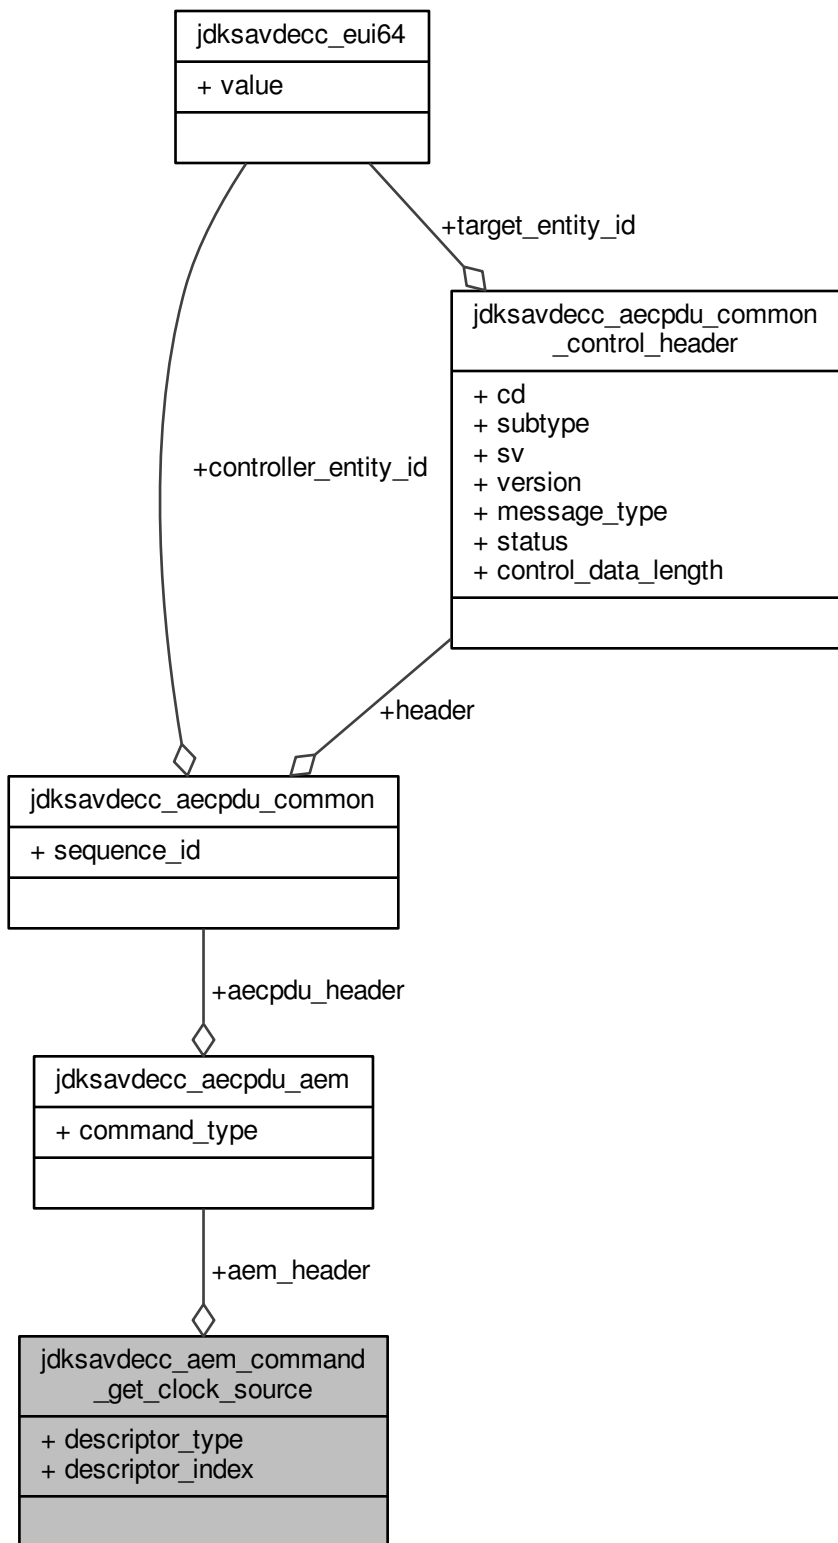 jdksavdecc_eui64
+ value
+target_entity_id
jdksavdecc_aecpdu_common
_control_header
+ cd
+ subtype
+ sv
+ version
+ message_type
+ status
+ control_data_length
+controller_entity_id
+header
jdksavdecc_aecpdu_common
+ sequence_id
+aecpdu_header
jdksavdecc_aecpdu_aem
+ command_type
+aem_header
jdksavdecc_aem_command
_get_clock_source
+ descriptor_type
+ descriptor_index